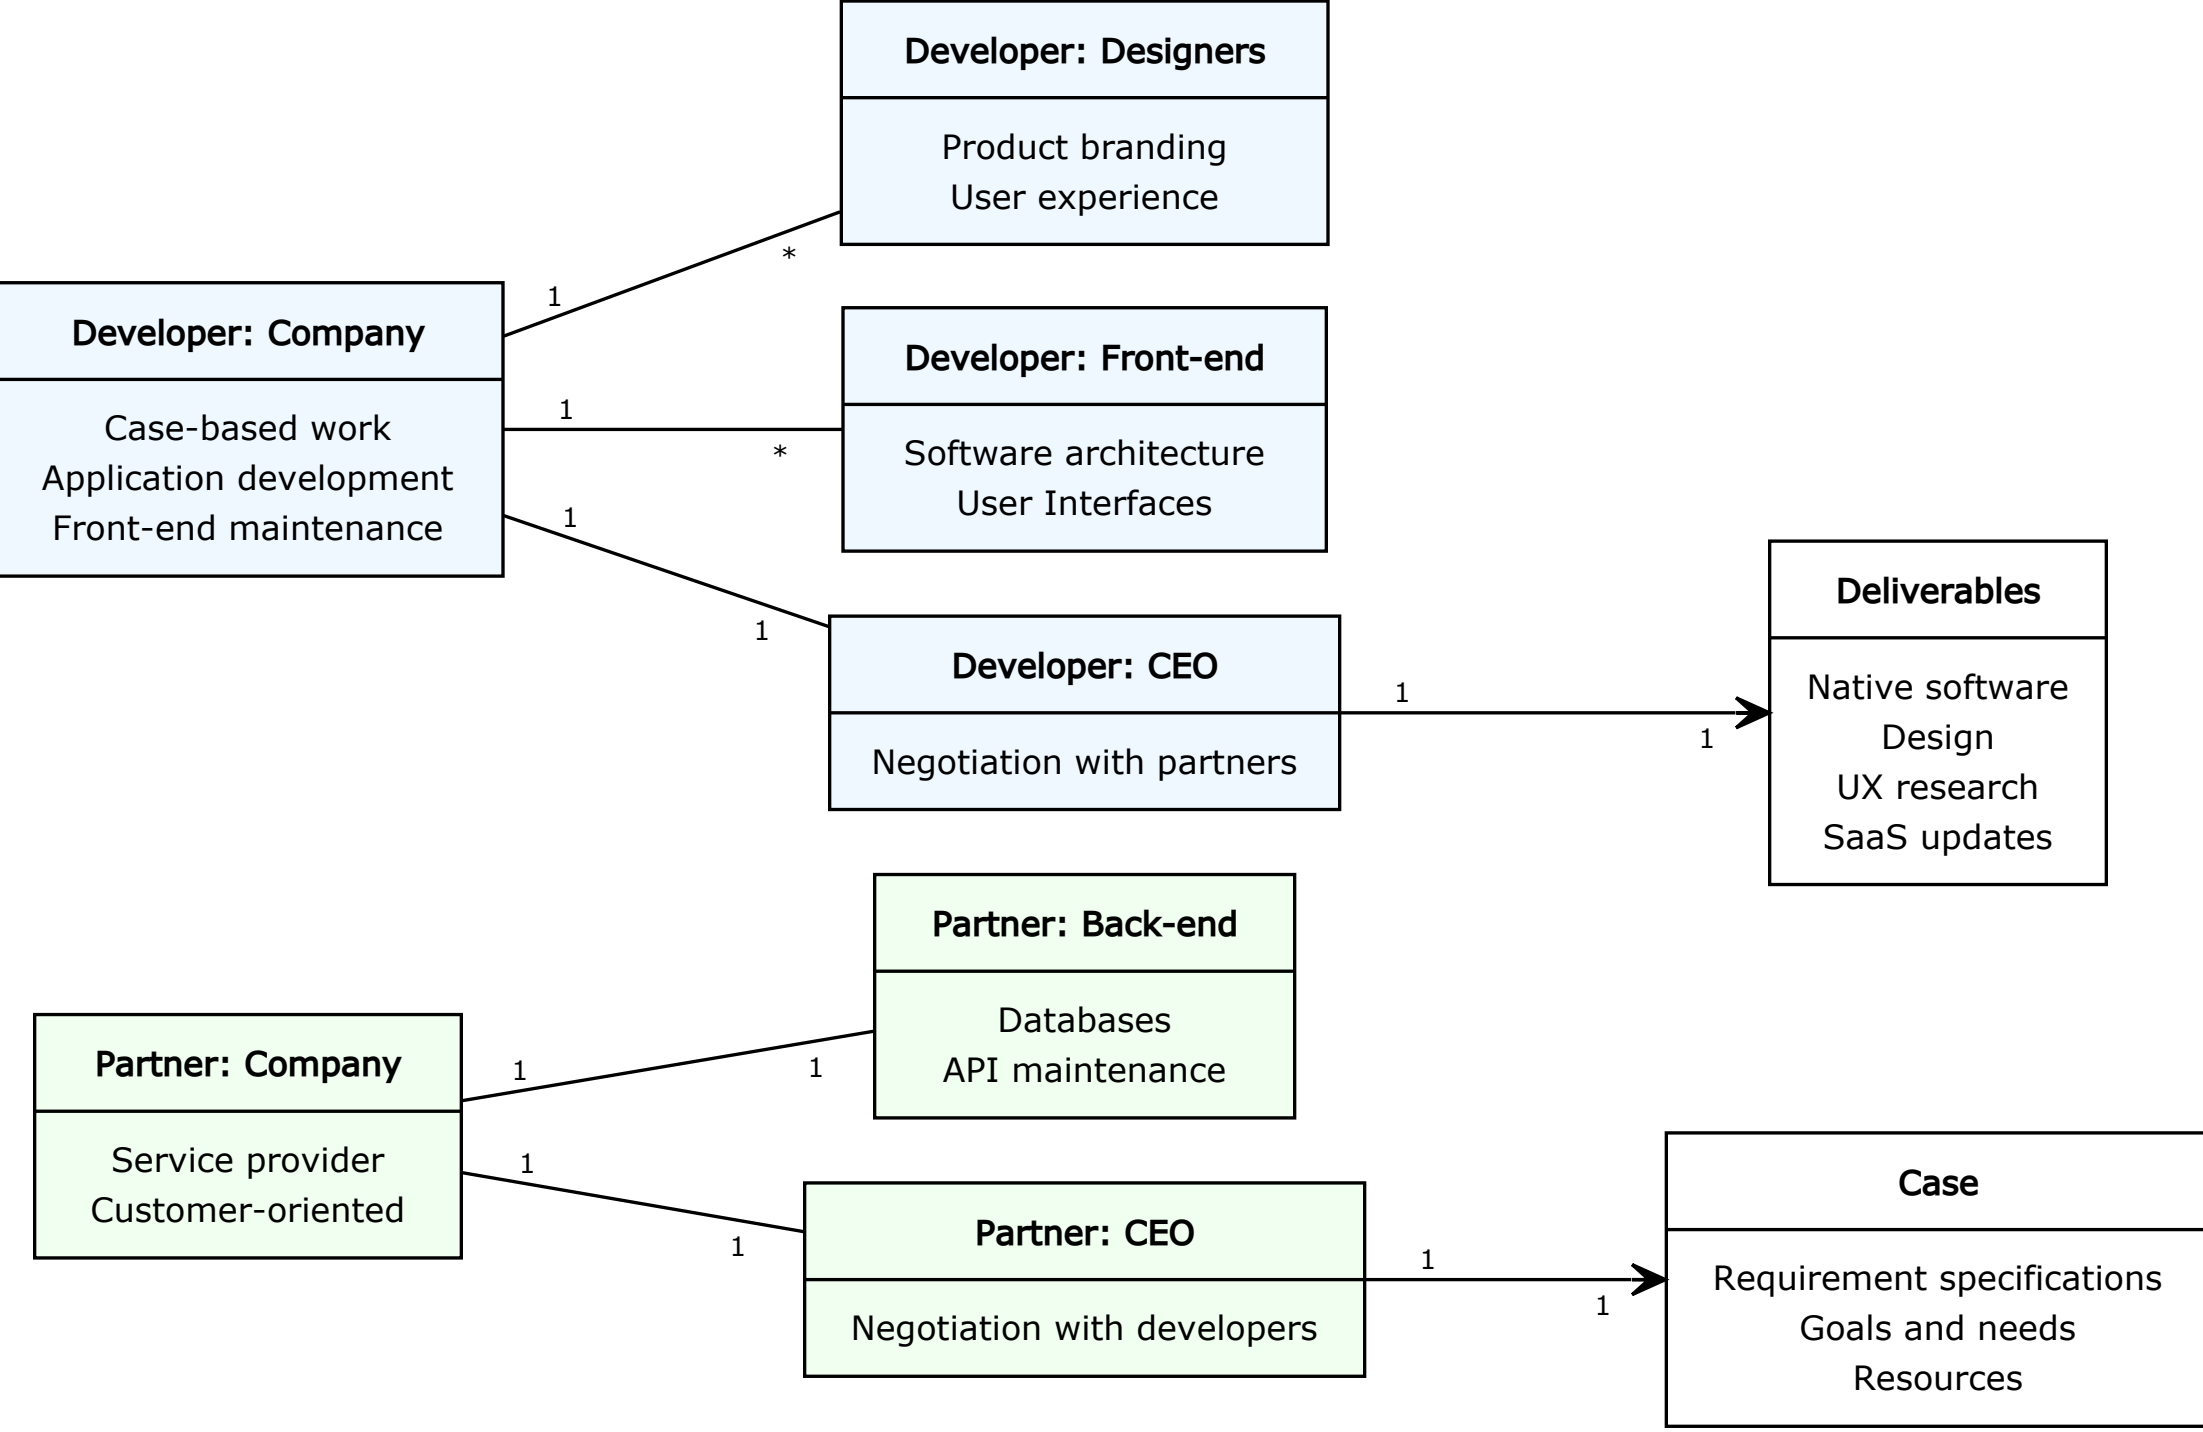 Developer: Designers
Product branding
User experience
1
*
Developer: Company
Case-based work
Application development
Front-end maintenance
1
*
Developer: Front-end
Software architecture
User Interfaces
1
1
Developer: CEO
Negotiation with partners
1
1
Deliverables
Native software
Design
UX research
SaaS updates
Partner: Back-end
Databases
API maintenance
Partner: Company
Service provider
Customer-oriented
1
1
1
1
Partner: CEO
Negotiation with developers
1
1
Case
Requirement specifications
Goals and needs
Resources